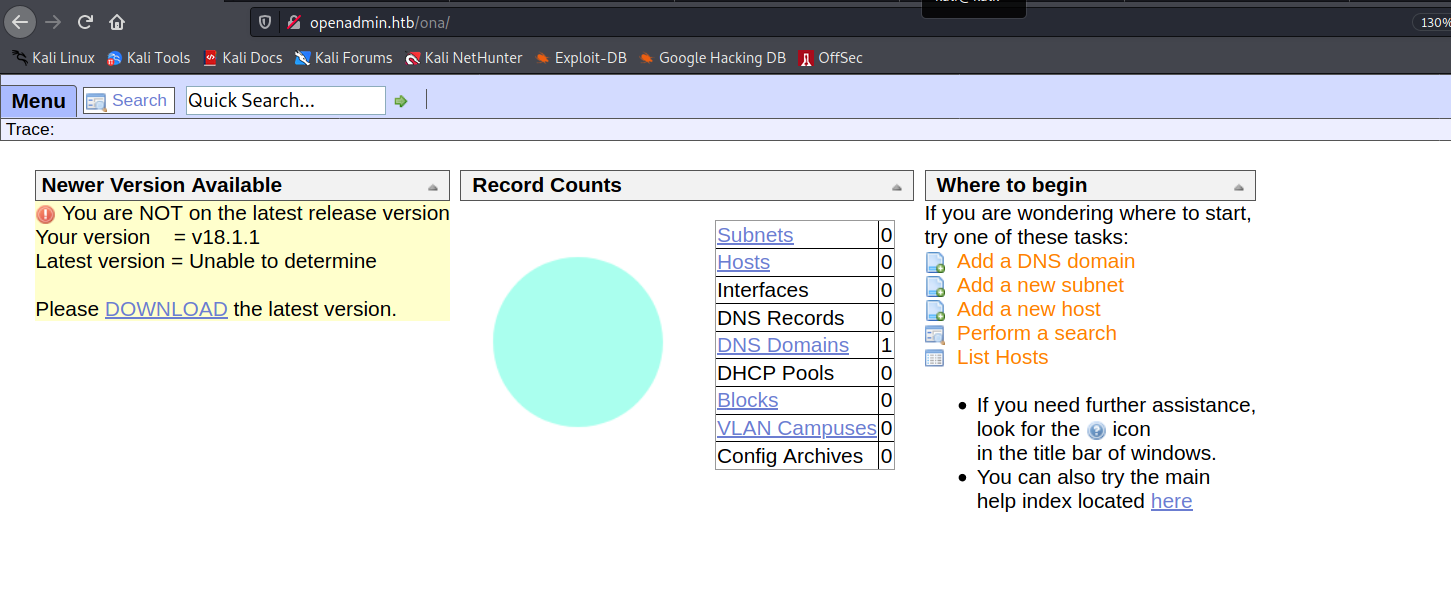 openadmin.htb/ona/
130%
Kali Linux Kali Tools Kali Docs Kali Forums Kali NetHunter Exploit-DB Google Hacking DB OffSec
Menu Search Quick Search...
Trace:
Newer Version Available
You are NOT on the latest release version
Your version = v18.1.1
Latest version = Unable to determine
Please DOWNLOAD the latest version.
Record Counts
Subnets 0
Hosts 0
Interfaces 0
DNS Records 0
DNS Domains 1
DHCP Pools 0
Blocks 0
VLAN Campuses 0
Config Archives 0
Where to begin
If you are wondering where to start,
try one of these tasks:
Add a DNS domain
Add a new subnet
Add a new host
Perform a search
List Hosts
• If you need further assistance,
look for the ? icon
in the title bar of windows.
• You can also try the main
help index located here